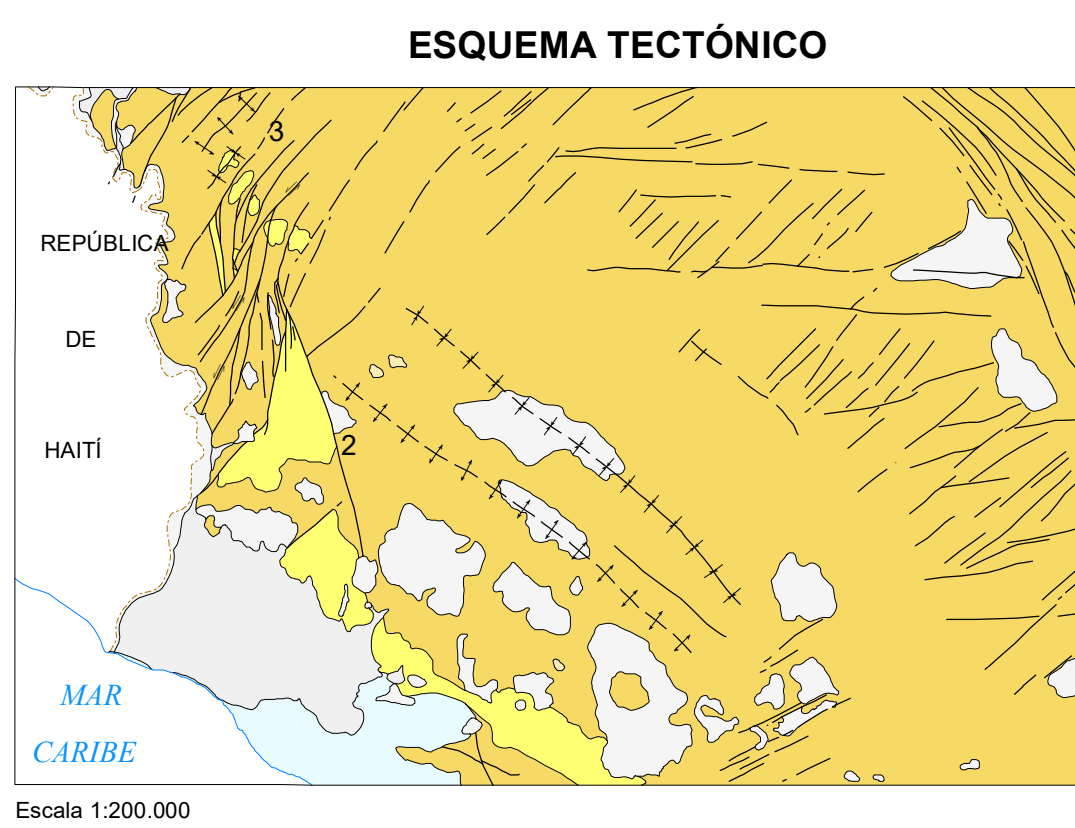 ESQUEMA TECTÓNICO
3
REPÚBLICA
DE
HAITÍ
2
MAR
CARIBE
Escala 1:200.000